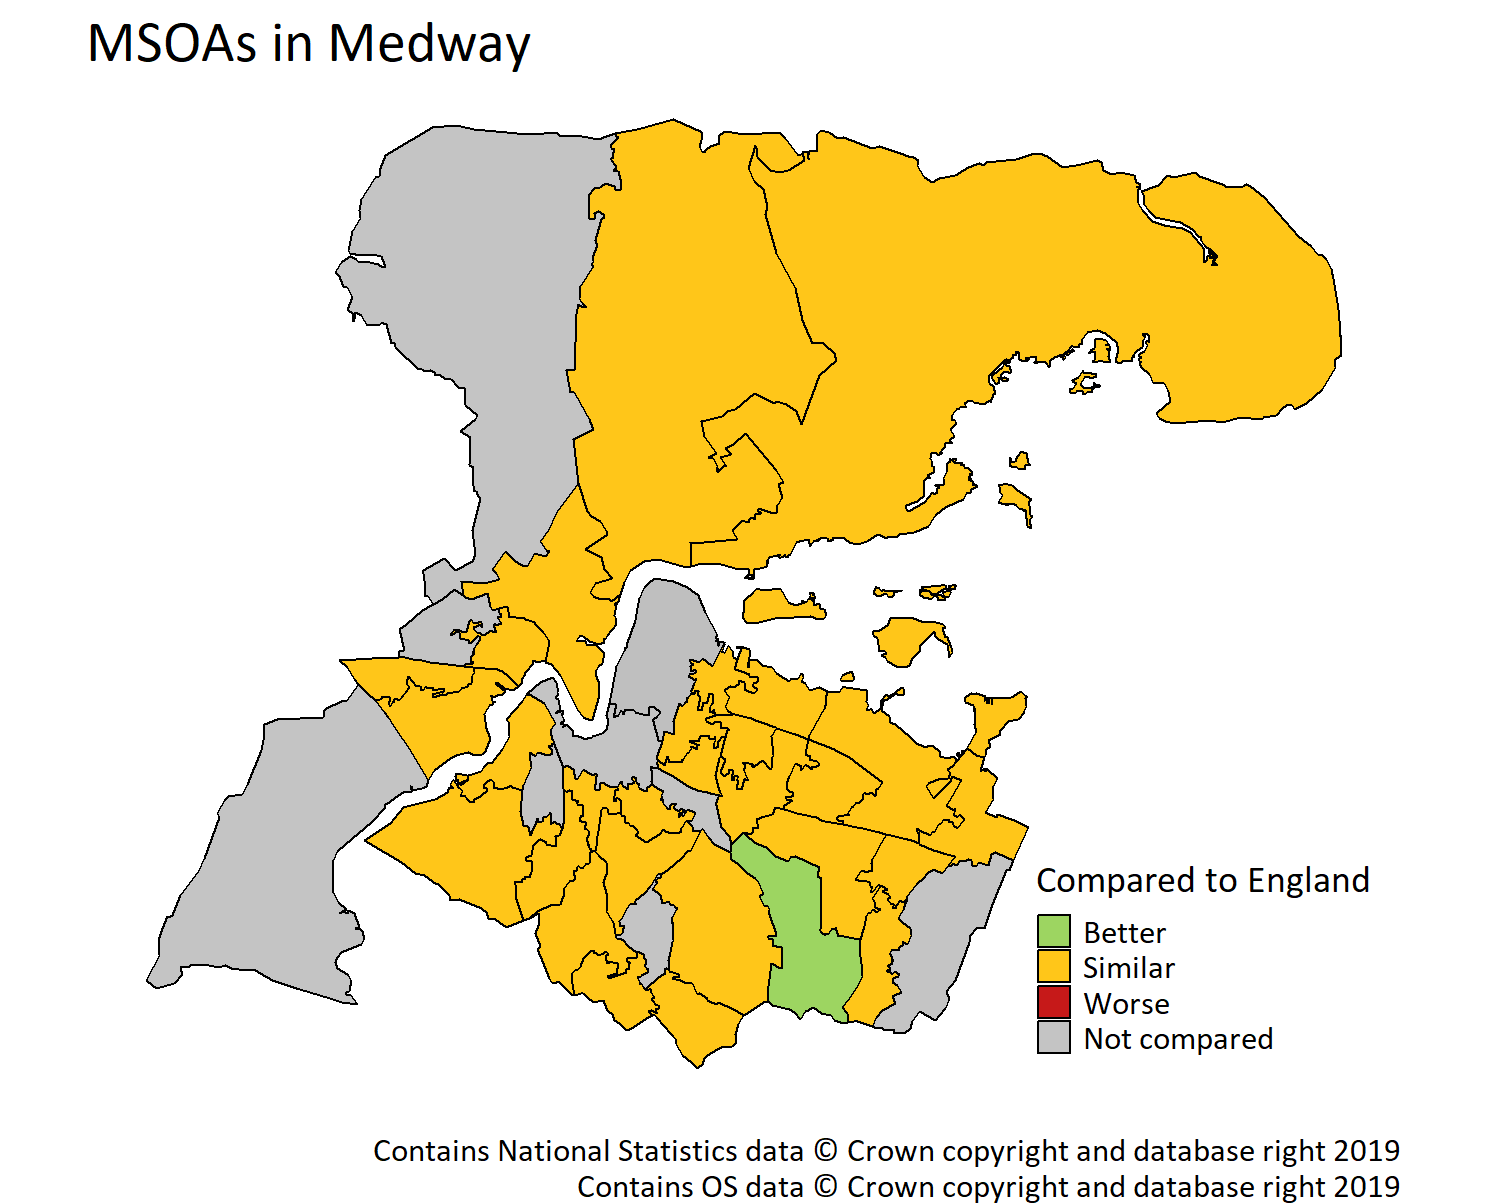 MSOAs in Medway
Compared to England
Better
Similar
Worse
Not compared
Contains National Statistics data © Crown copyright and database right 2019
Contains OS data © Crown copyright and database right 2019